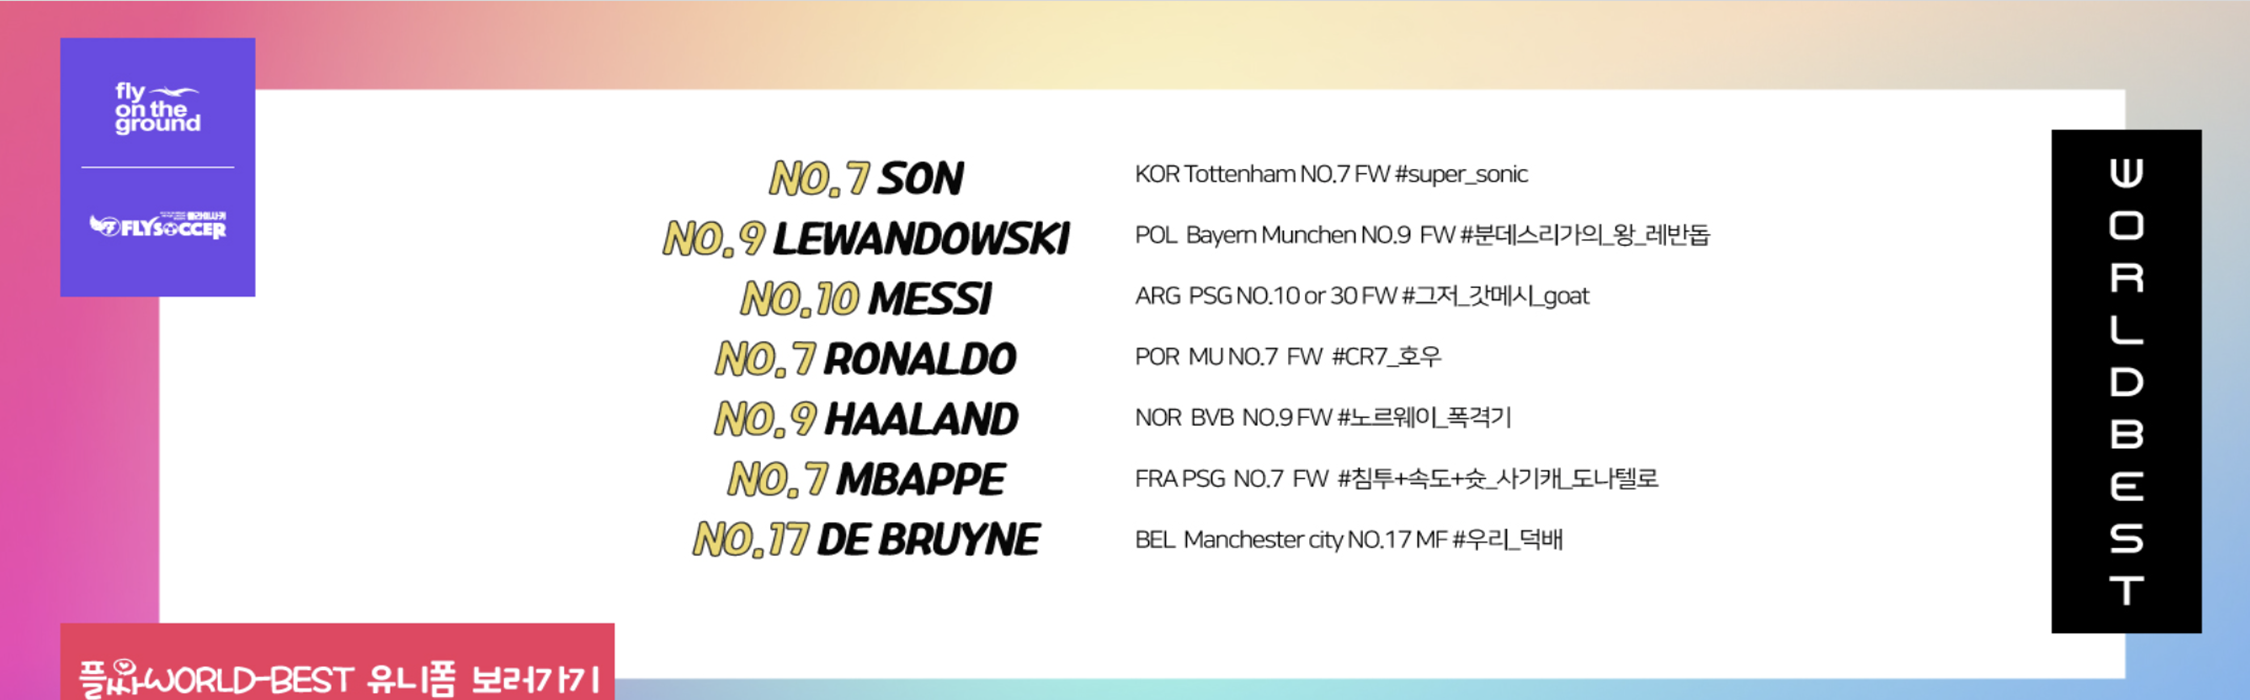 fly
on the
ground
플라이사커
FLYSOCCER
NO.7 SON
KOR Tottenham NO.7 FW #super_sonic
NO.9 LEWANDOWSKI
POL Bayern Munchen NO.9 FW #분데스리가의_왕_레반돕
NO.10 MESSI
ARG PSG NO.10 or 30 FW #그저_갓메시_goat
NO.7 RONALDO
POR MU NO.7 FW #CR7_호우
NO.9 HAALAND
NOR BVB NO.9 FW #노르웨이_폭격기
NO.7 MBAPPE
FRA PSG NO.7 FW #침투+속도+슛_사기캐_도나텔로
NO.17 DE BRUYNE
BEL Manchester city NO.17 MF #우리_덕배
WORLDBEST
플싸WORLD-BEST 유니폼 보러가기